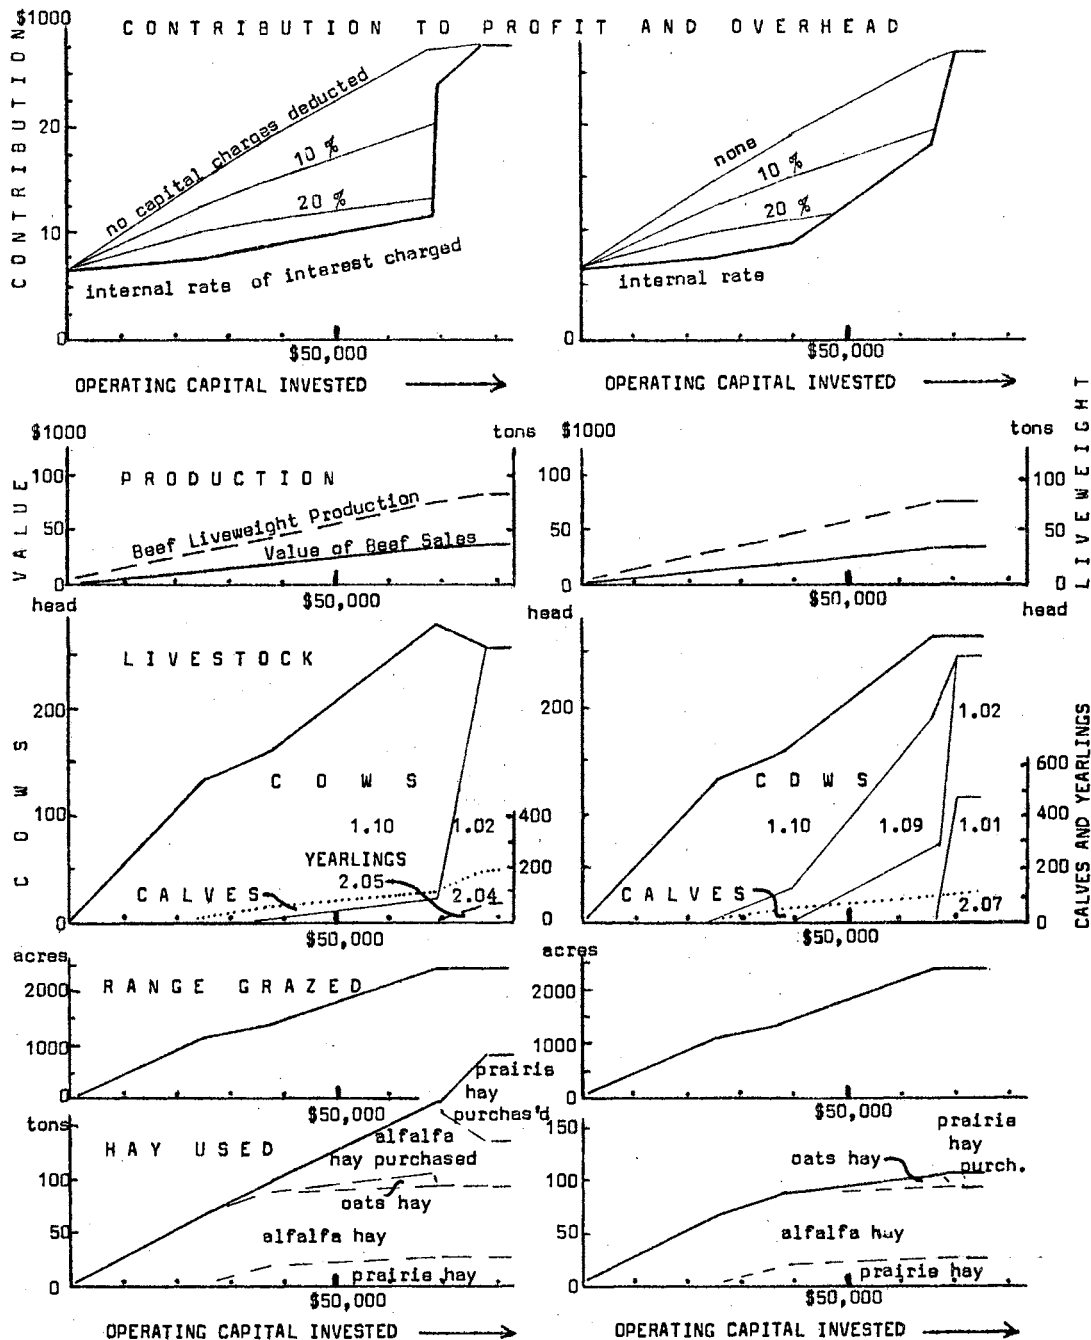 $1000
CONTRIBUTION TO PROFIT AND OVERHEAD
CONTRIBUTION
20
10
0
no capital charges deducted
10 %
20 %
internal rate of interest charged
$50,000
OPERATING CAPITAL INVESTED
none
10 %
20 %
internal rate
0
$50,000
OPERATING CAPITAL INVESTED
$1000
tons
VALUE
100
50
0
PRODUCTION
Beef Liveweight Production
Value of Beef Sales
$50,000
$1000
tons
100
50
0
100
50
0
LIVEWEIGHT
$50,000
head
COWS
200
100
0
LIVESTOCK
COWS
1.10
1.02
YEARLINGS
2.05
2.04
CALVES
400
200
0
$50,000
head
head
200
COWS
1.10
1.09
1.02
1.01
2.07
CALVES
600
400
200
0
CALVES AND YEARLINGS
$50,000
acres
2000
1000
0
RANGE GRAZED
$50,000
acres
2000
1000
0
$50,000
tons
100
50
0
HAY USED
prairie
hay
purchas'd
alfalfa
hay purchased
oats hay
alfalfa hay
prairie hay
$50,000
OPERATING CAPITAL INVESTED
150
100
50
0
prairie
hay
purch.
oats hay
alfalfa hay
prairie hay
$50,000
OPERATING CAPITAL INVESTED